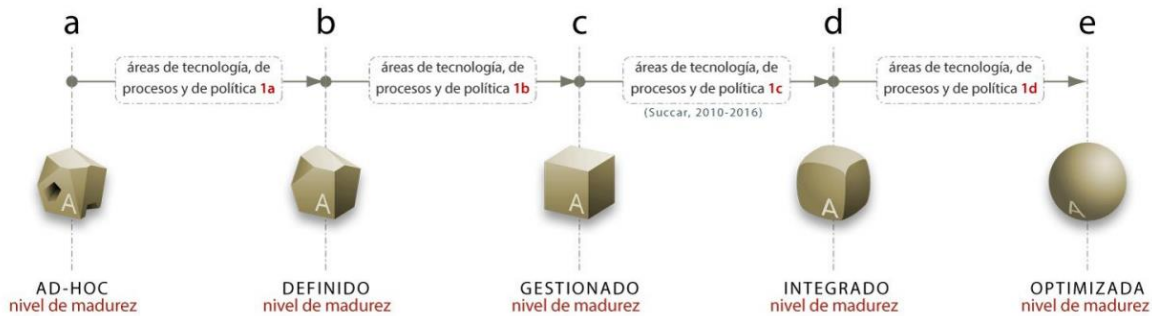 a
b
c
d
e
áreas de tecnología, de
procesos y de política 1a
áreas de tecnología, de
procesos y de política 1b
áreas de tecnología, de
procesos y de política 1c
(Succar, 2010-2016)
áreas de tecnología, de
procesos y de política 1d
A
A
A
A
A
AD-HOC
nivel de madurez
DEFINIDO
nivel de madurez
GESTIONADO
nivel de madurez
INTEGRADO
nivel de madurez
OPTIMIZADA
nivel de madurez